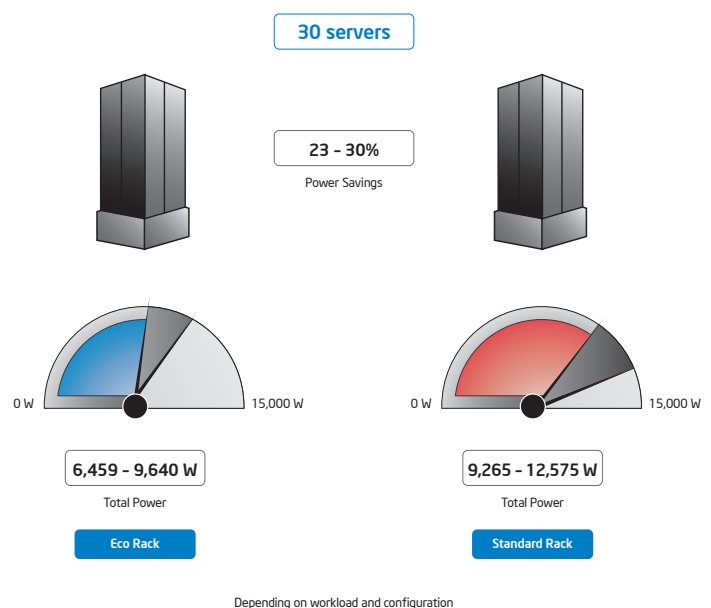 30 servers
23 – 30%
Power Savings
0 W
15,000 W
0 W
15,000 W
6,459 – 9,640 W
9,265 – 12,575 W
Total Power
Total Power
Eco Rack
Standard Rack
Depending on workload and configuration